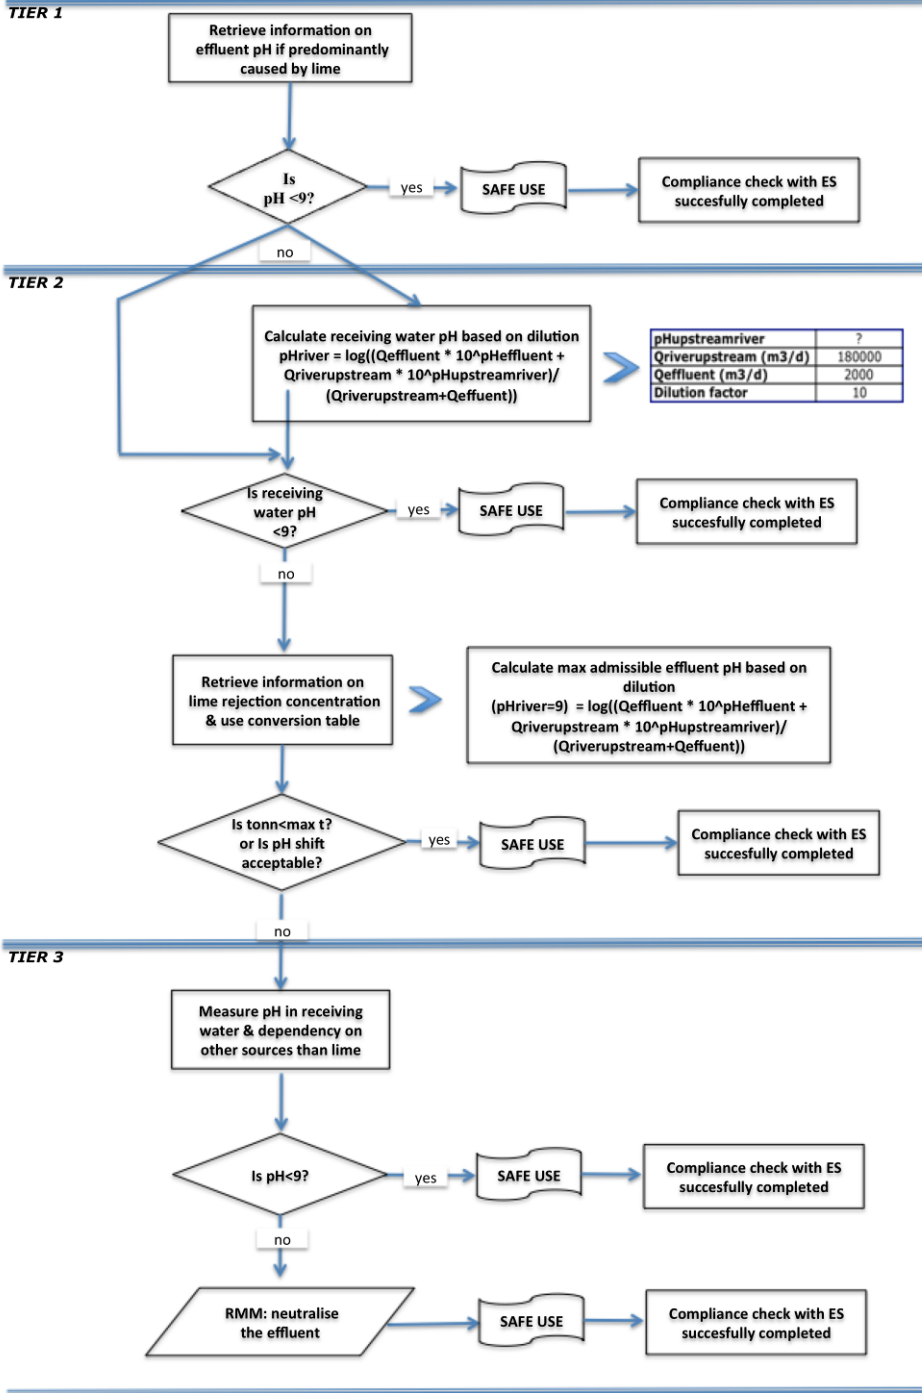 TIER 1
Retrieve information on
effluent pH if predominantly
caused by lime
Is
pH <9?
yes
SAFE USE
Compliance check with ES
succesfully completed
no
TIER 2
Calculate receiving water pH based on dilution
pHriver = log((Qeffluent * 10^pHeffluent +
Qriverupstream * 10^pHupstreamriver)/
(Qriverupstream+Qeffuent))
pHupstreamriver ?
Qriverupstream (m3/d) 180000
Qeffluent (m3/d) 2000
Dilution factor 10
Is receiving
water pH
<9?
yes
SAFE USE
Compliance check with ES
succesfully completed
no
Retrieve information on
lime rejection concentration
& use conversion table
Calculate max admissible effluent pH based on
dilution
(pHriver=9) = log((Qeffluent * 10^pHeffluent +
Qriverupstream * 10^pHupstreamriver)/
(Qriverupstream+Qeffuent))
Is tonn<max t?
or Is pH shift
acceptable?
yes
SAFE USE
Compliance check with ES
succesfully completed
no
TIER 3
Measure pH in receiving
water & dependency on
other sources than lime
Is pH<9?
yes
SAFE USE
Compliance check with ES
succesfully completed
no
RMM: neutralise
the effluent
SAFE USE
Compliance check with ES
succesfully completed